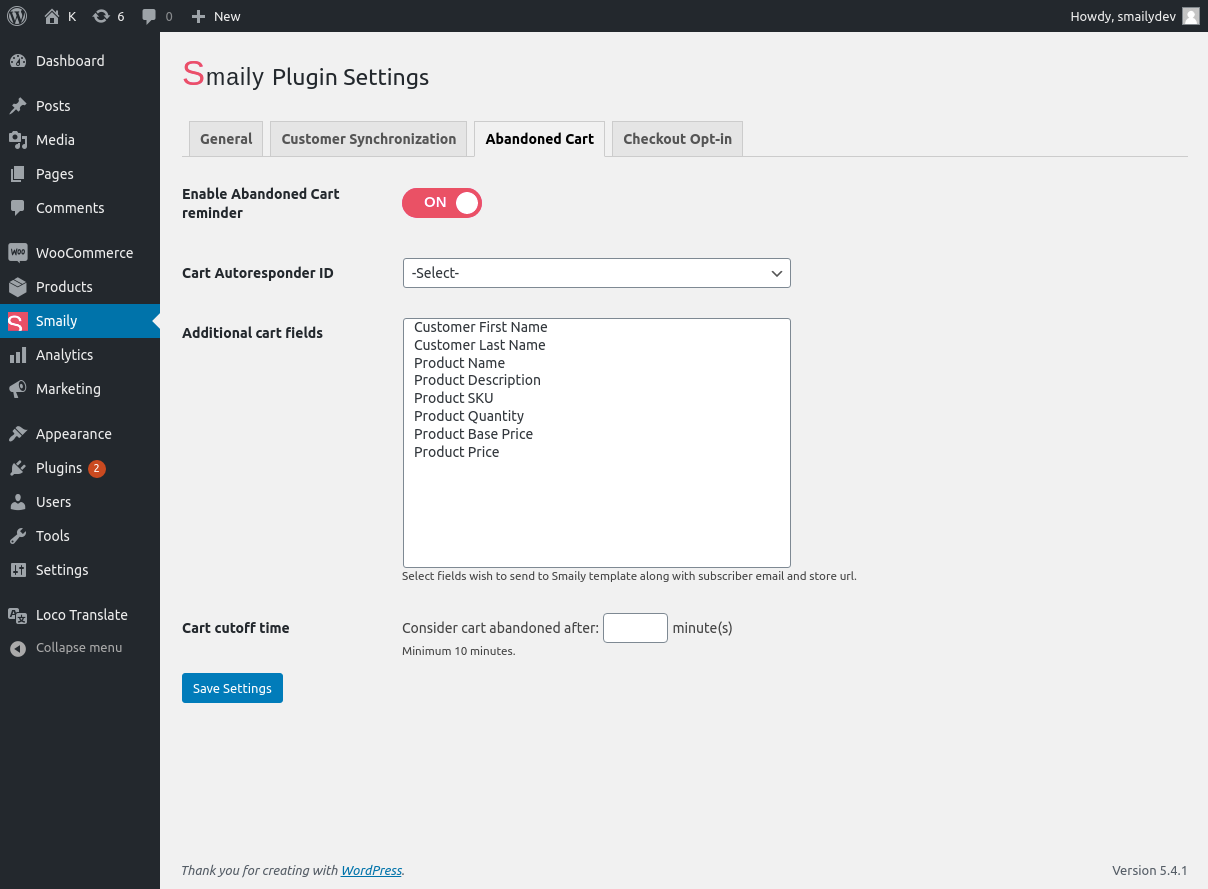 K 6 0 New Howdy, smailydev
Dashboard
Posts
Media
Pages
Comments
WooCommerce
Products
Smaily
Analytics
Marketing
Appearance
Plugins 2
Users
Tools
Settings
Loco Translate
Collapse menu
Smaily Plugin Settings
General Customer Synchronization Abandoned Cart Checkout Opt-in
Enable Abandoned Cart
reminder
ON
Cart Autoresponder ID -Select-
Additional cart fields
Customer First Name
Customer Last Name
Product Name
Product Description
Product SKU
Product Quantity
Product Base Price
Product Price
Select fields wish to send to Smaily template along with subscriber email and store url.
Cart cutoff time Consider cart abandoned after: minute(s)
Minimum 10 minutes.
Save Settings
Thank you for creating with WordPress. Version 5.4.1